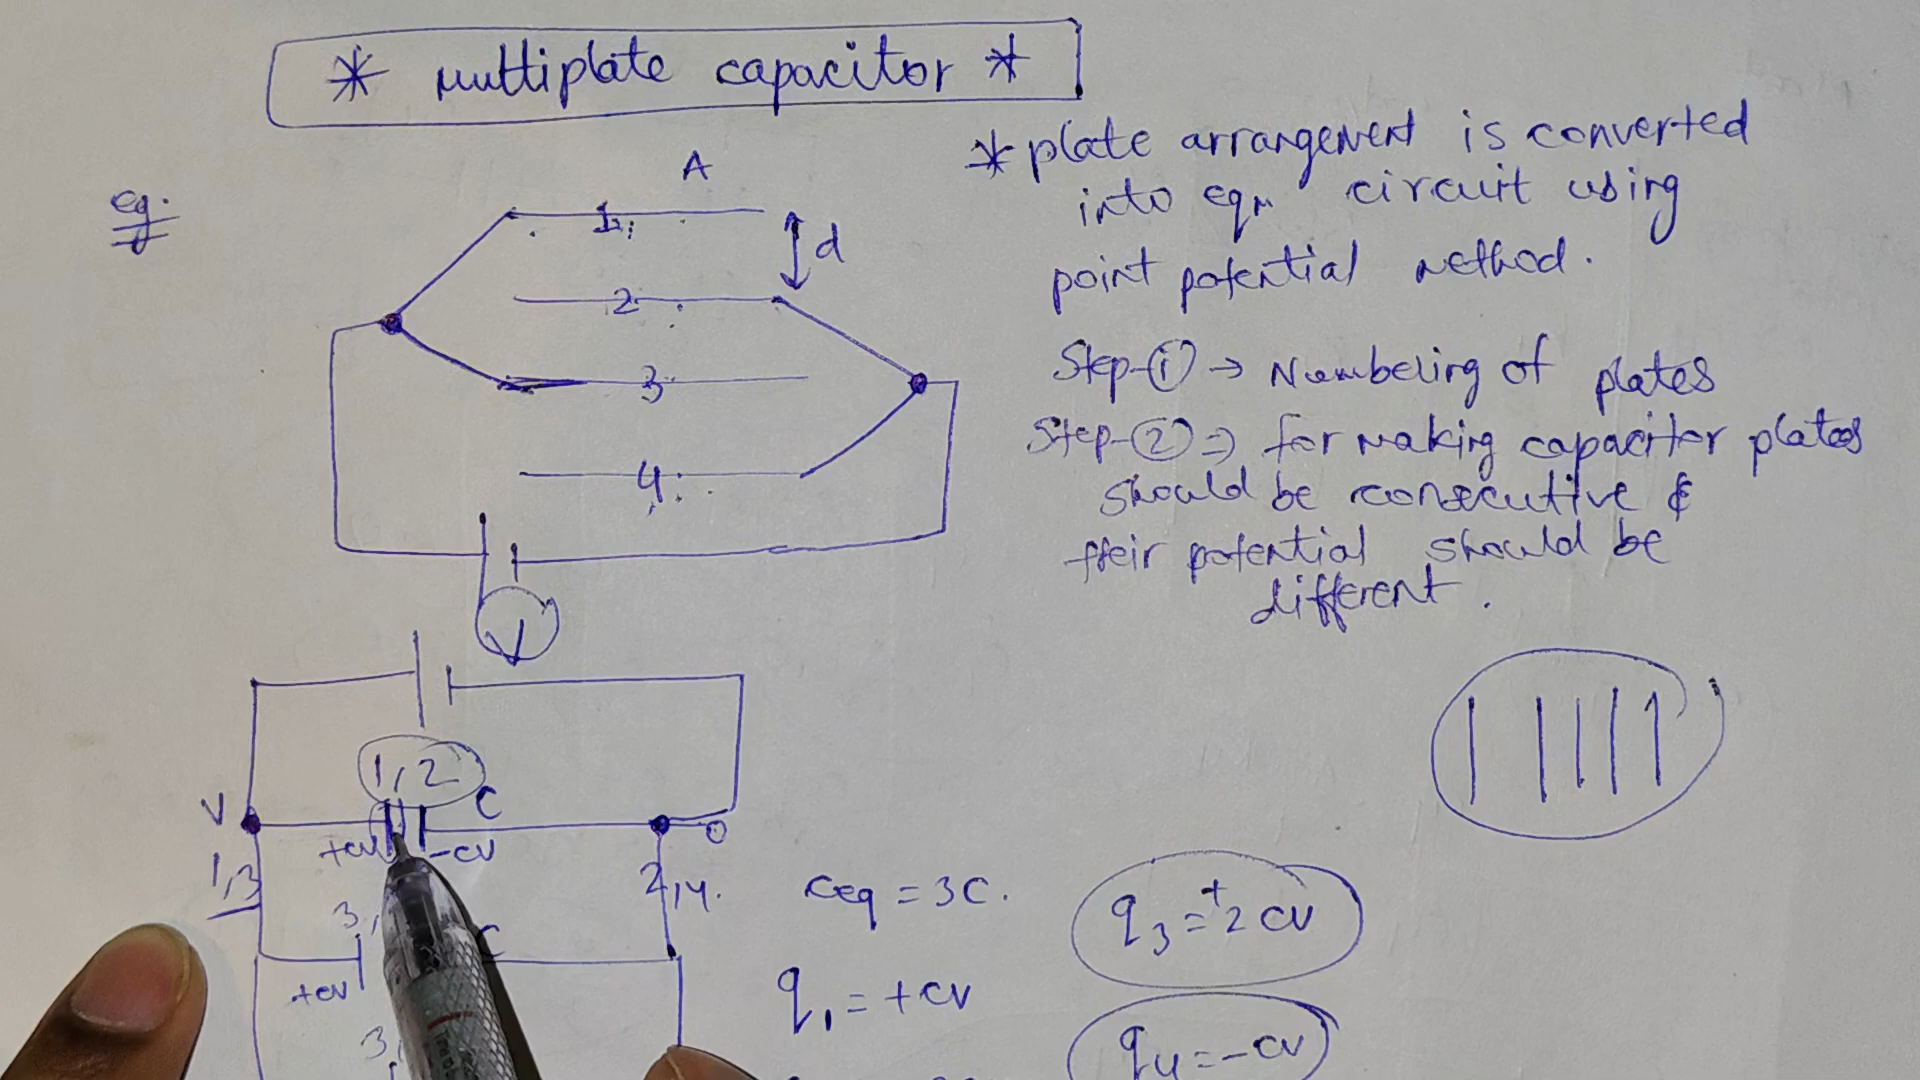 * Multiplate capacitor *
eg.
A
1
d
2
3
4
V
* plate arrangement is converted
into eqn circuit using
point potential method.
Step-① → Numbering of plates
Step-② ⇒ for making capacitor plates
should be consecutive &
their potential should be
different.
1,2
C
V
0
+CV
-CV
1,3
2,4.
3,
C
+CV
3,
Ceq = 3C.
q1 = +CV
q3 = +2CV
q4 = -CV